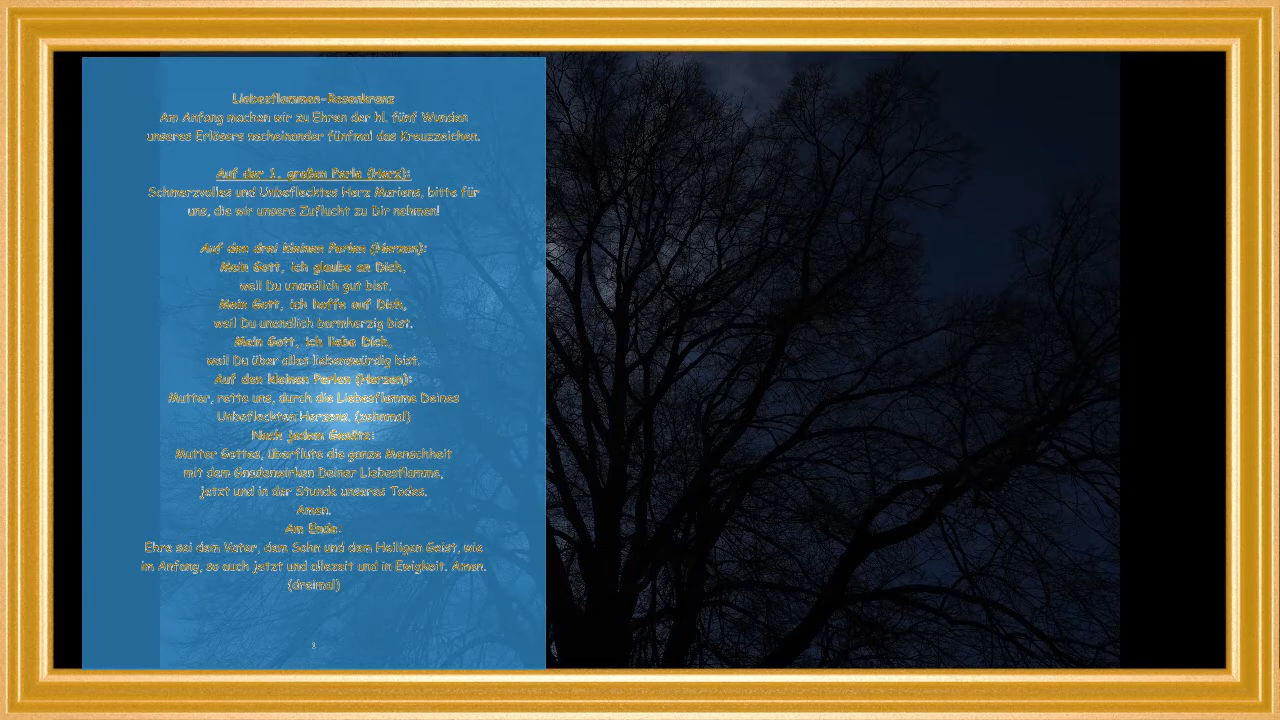 Liebesflammen-Rosenkranz
Am Anfang machen wir zu Ehren der hl. fünf Wunden
unseres Erlösers nacheinander fünfmal das Kreuzzeichen.
Auf der 1. großen Perle (Herz):
Schmerzvolles und Unbeflecktes Herz Mariens, bitte für
uns, die wir unsere Zuflucht zu Dir nehmen!
Auf den drei kleinen Perlen (Herzen):
Mein Gott, ich glaube an Dich,
weil Du unendlich gut bist.
Mein Gott, ich hoffe auf Dich,
weil Du unendlich barmherzig bist.
Mein Gott, ich liebe Dich,
weil Du über alles liebenswürdig bist.
Auf den kleinen Perlen (Herzen):
Mutter, rette uns, durch die Liebesflamme Deines
Unbefleckten Herzens. (zehnmal)
Nach jedem Gesätz:
Mutter Gottes, überflute die ganze Menschheit
mit dem Gnadenwirken Deiner Liebesflamme,
jetzt und in der Stunde unseres Todes.
Amen.
Am Ende:
Ehre sei dem Vater, dem Sohn und dem Heiligen Geist, wie
im Anfang, so auch jetzt und allezeit und in Ewigkeit. Amen.
(dreimal)